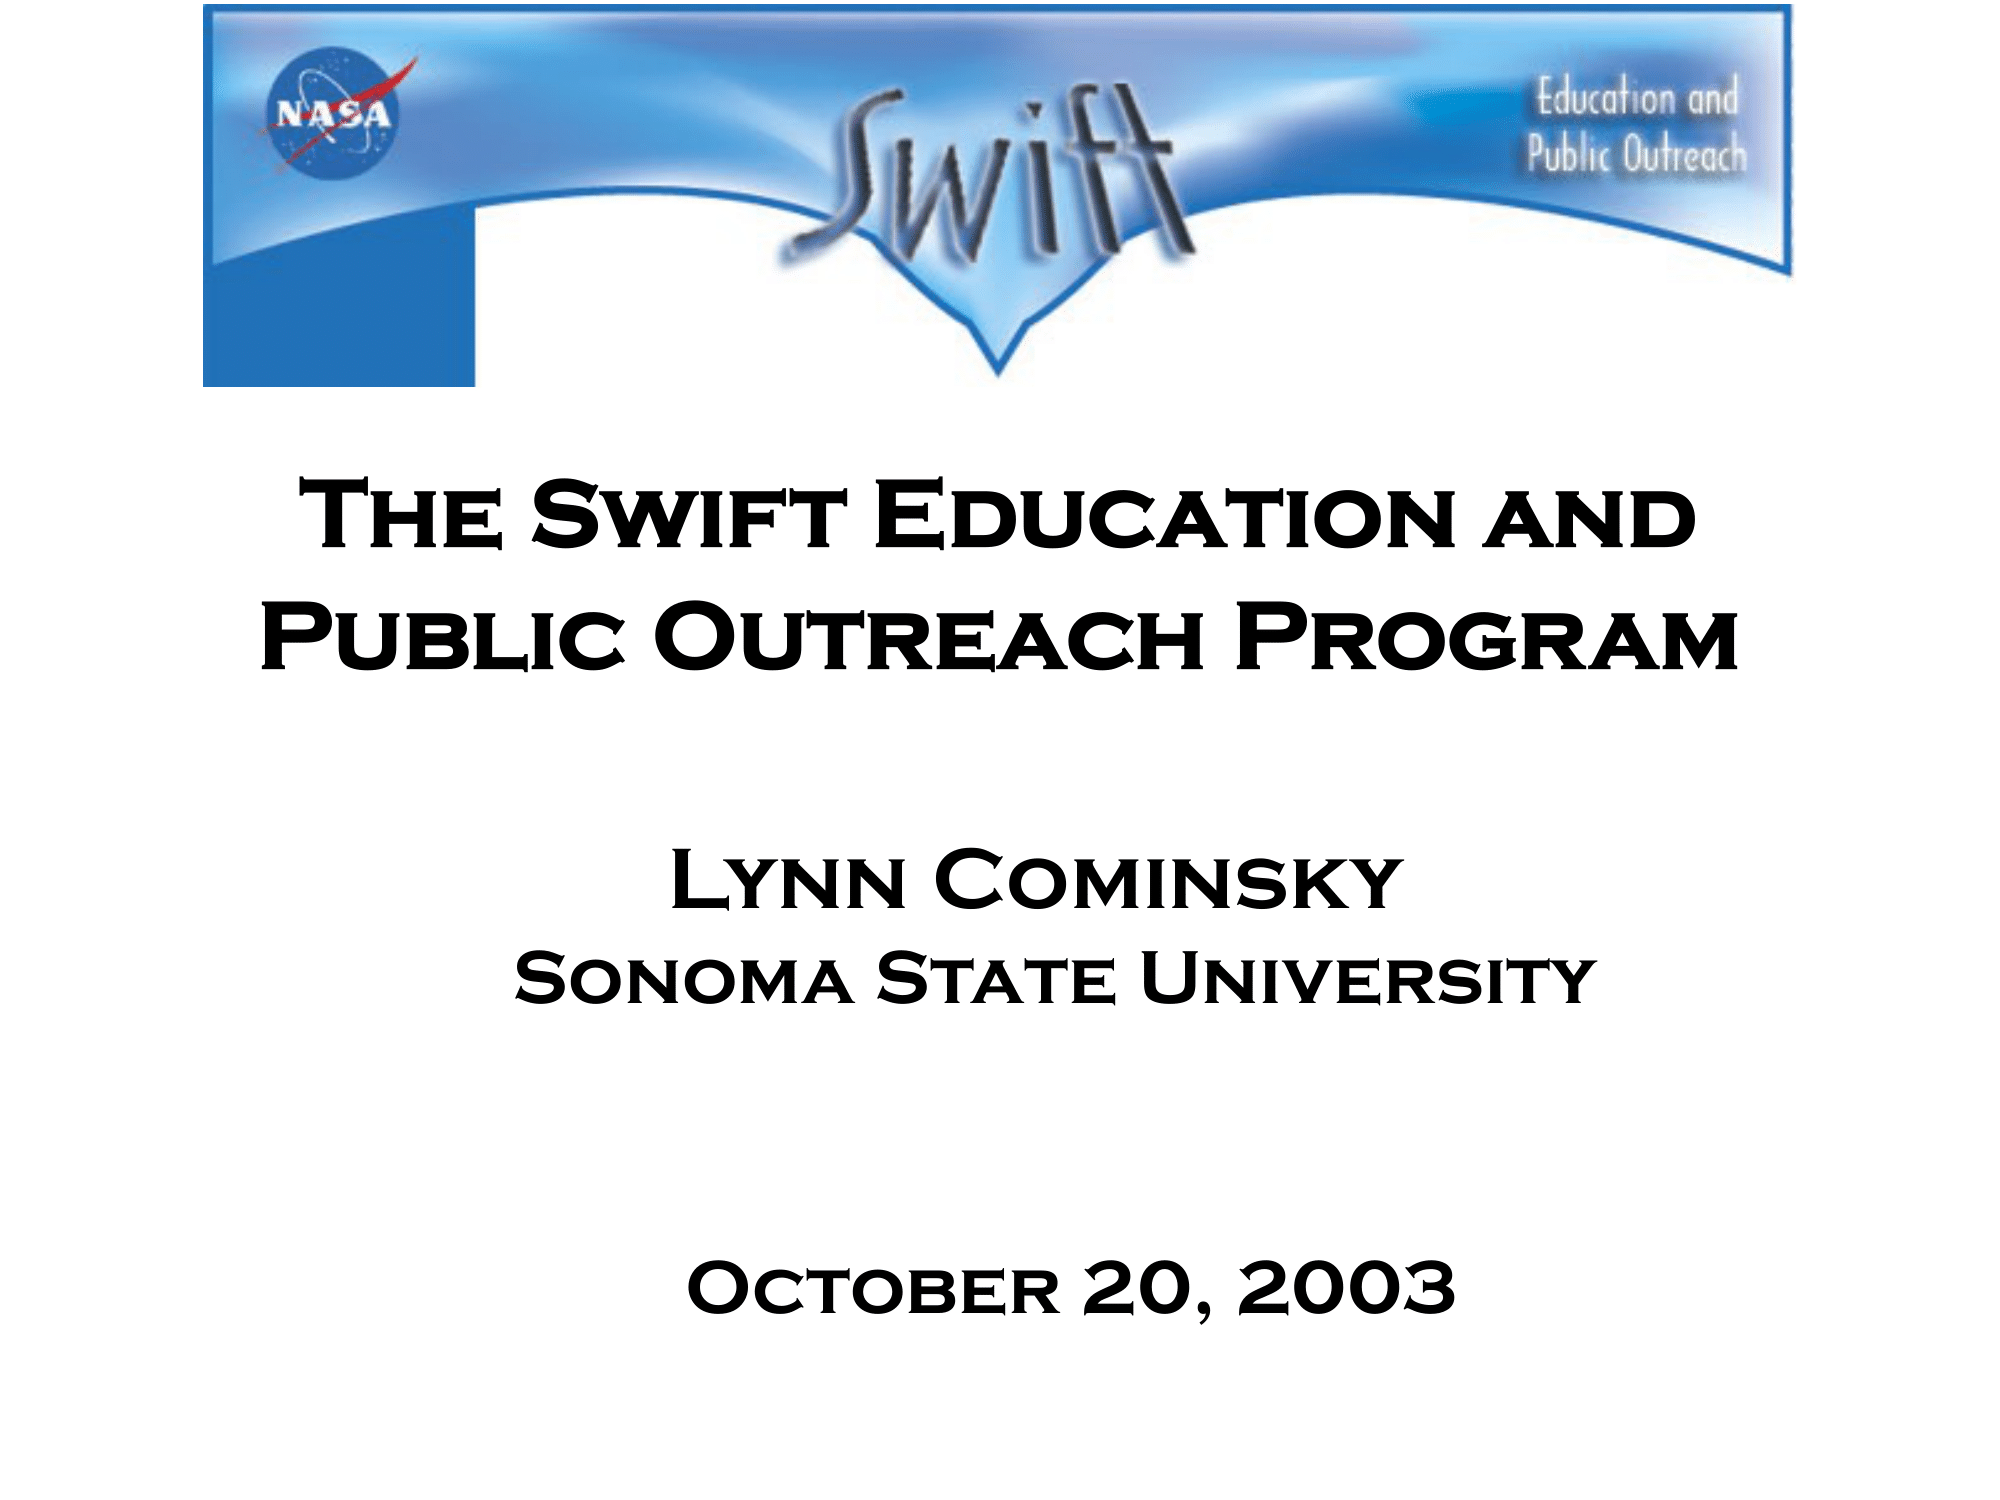 NASA
Swift
Education and
Public Outreach
The Swift Education and
Public Outreach Program
Lynn Cominsky
Sonoma State University
October 20, 2003